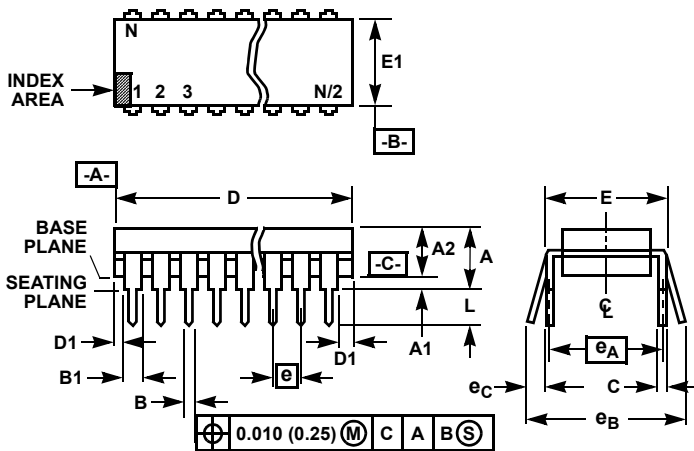 N
INDEX
AREA
1 2 3 N/2
E1
-B-
-A-
D
E
BASE
PLANE
A2
A
-C-
SEATING
PLANE
L
C
L
D1
A1
D1
eA
B1
e
eC
C
B
eB
0.010 (0.25) M C A B S